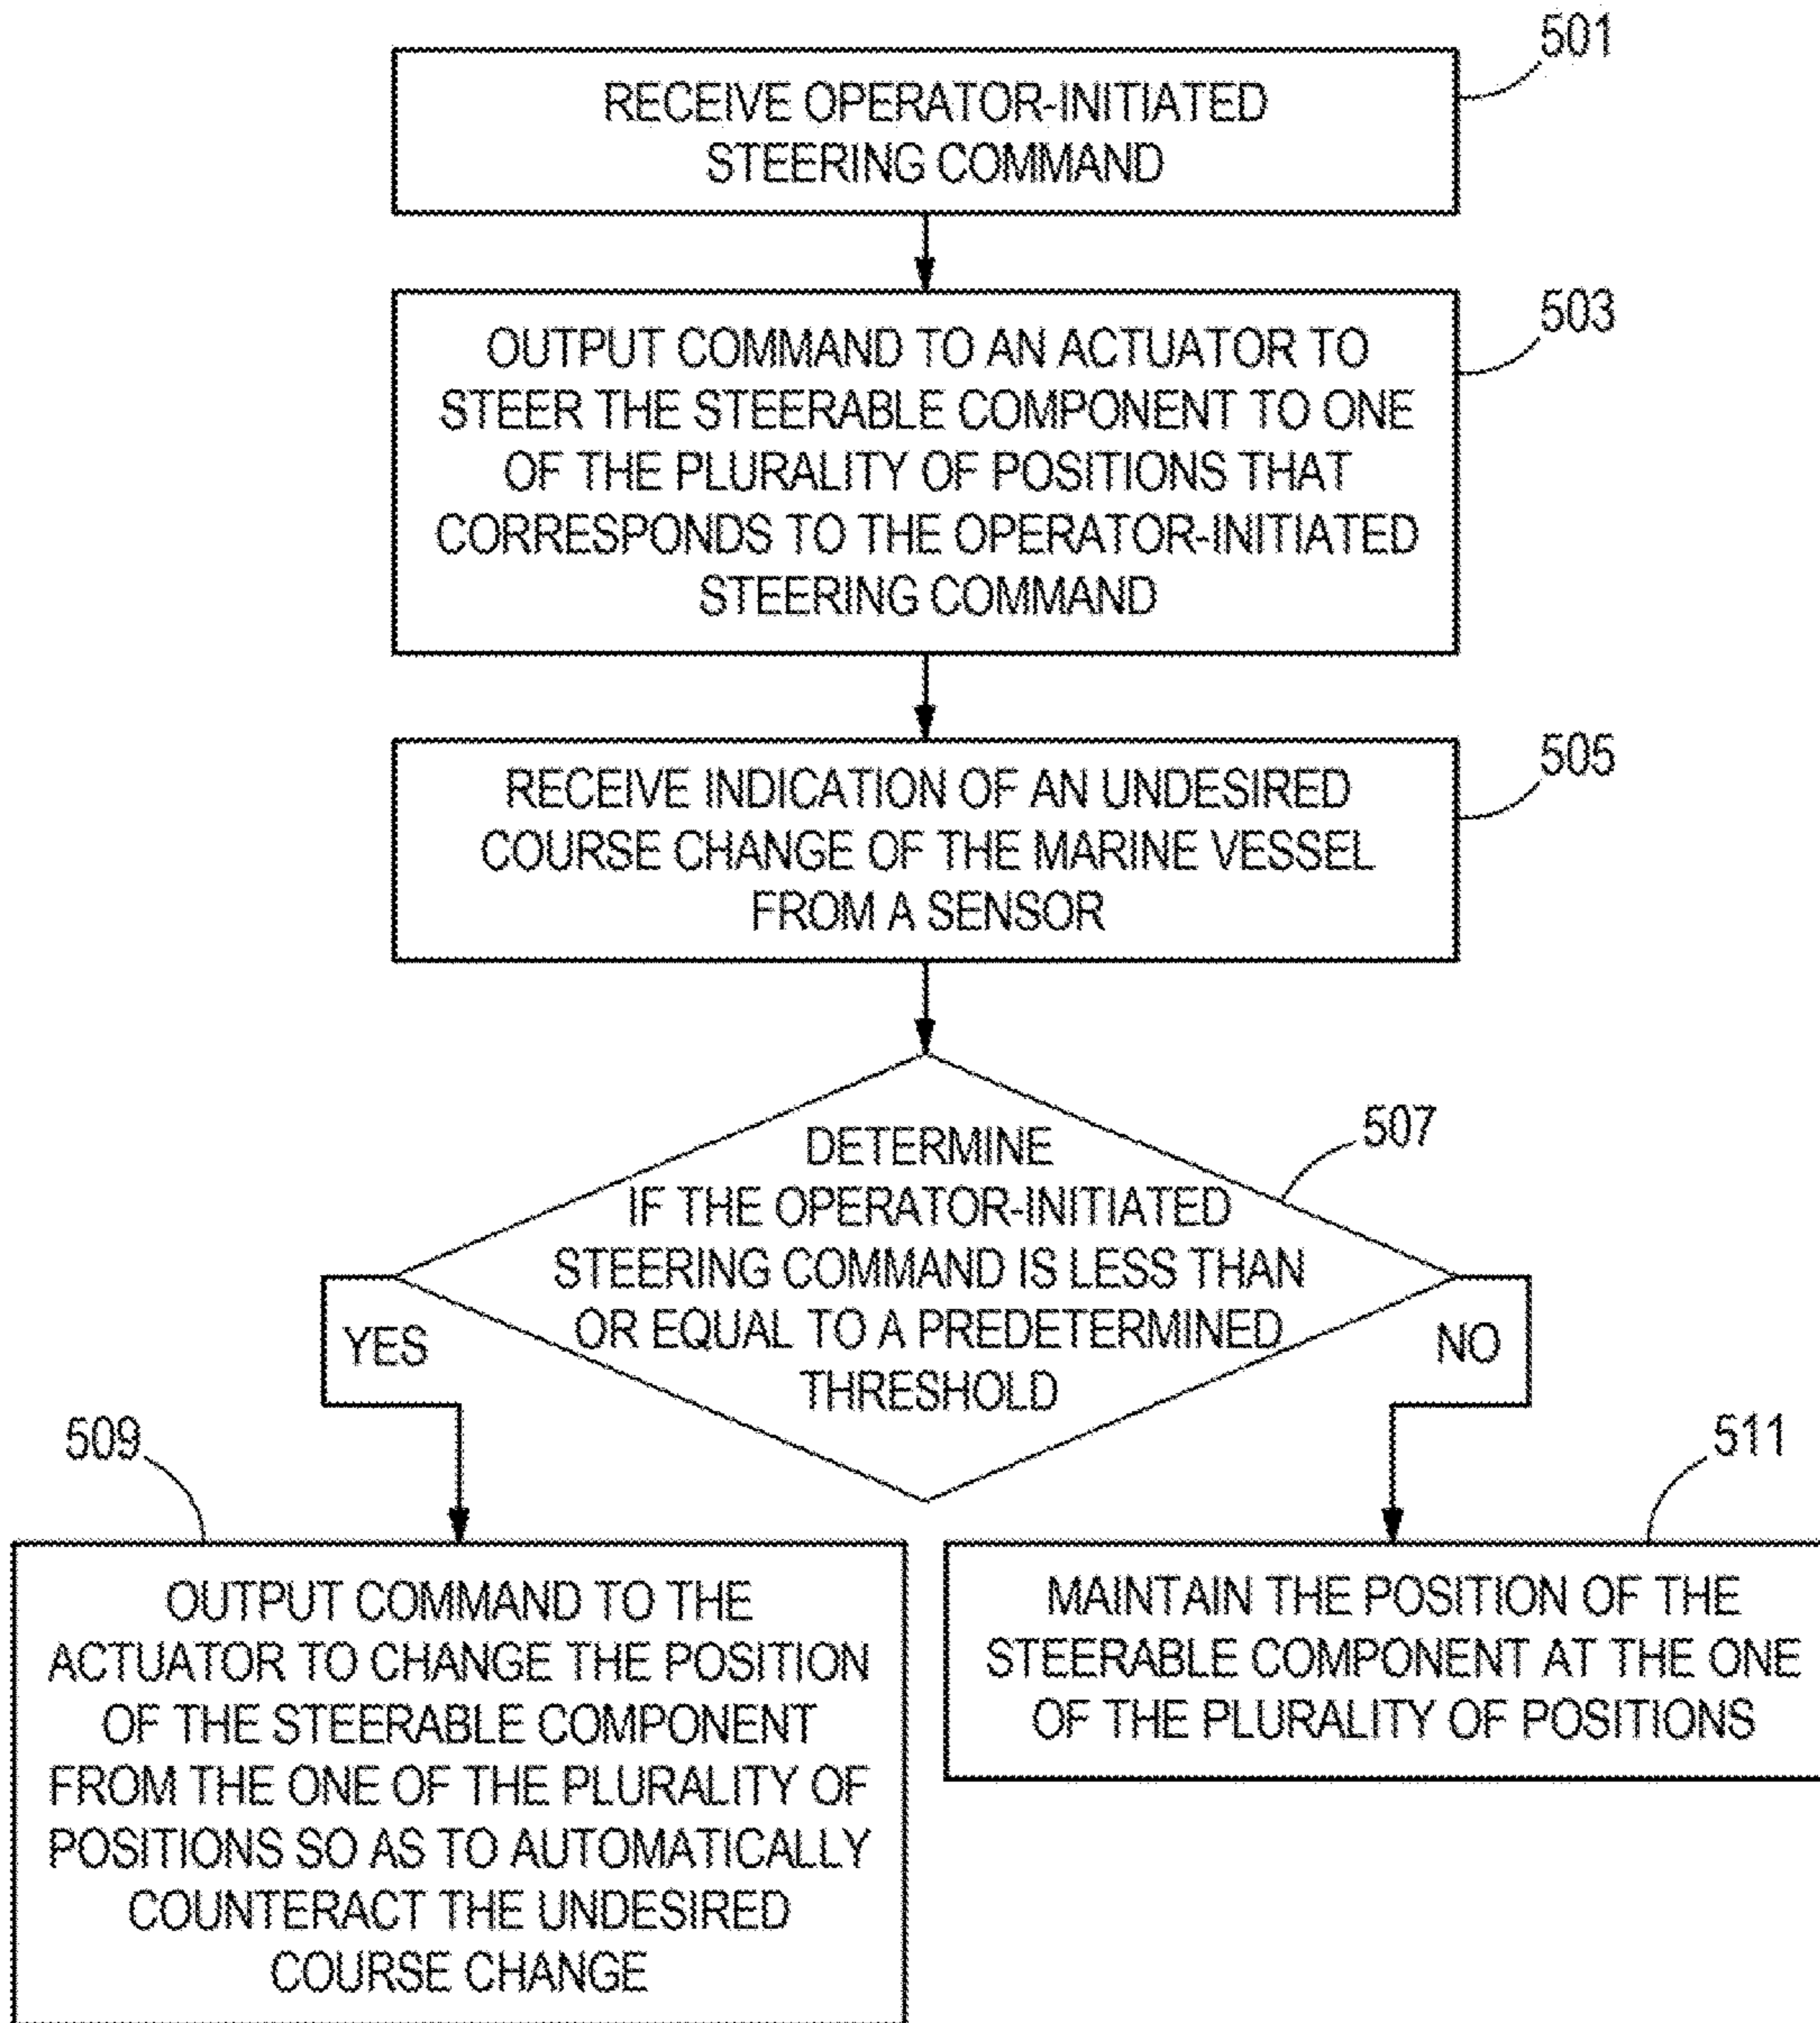 501
RECEIVE OPERATOR-INITIATED
STEERING COMMAND
503
OUTPUT COMMAND TO AN ACTUATOR TO
STEER THE STEERABLE COMPONENT TO ONE
OF THE PLURALITY OF POSITIONS THAT
CORRESPONDS TO THE OPERATOR-INITIATED
STEERING COMMAND
505
RECEIVE INDICATION OF AN UNDESIRED
COURSE CHANGE OF THE MARINE VESSEL
FROM A SENSOR
507
DETERMINE
IF THE OPERATOR-INITIATED
STEERING COMMAND IS LESS THAN
OR EQUAL TO A PREDETERMINED
THRESHOLD
YES
NO
509
OUTPUT COMMAND TO THE
ACTUATOR TO CHANGE THE POSITION
OF THE STEERABLE COMPONENT
FROM THE ONE OF THE PLURALITY OF
POSITIONS SO AS TO AUTOMATICALLY
COUNTERACT THE UNDESIRED
COURSE CHANGE
511
MAINTAIN THE POSITION OF THE
STEERABLE COMPONENT AT THE ONE
OF THE PLURALITY OF POSITIONS